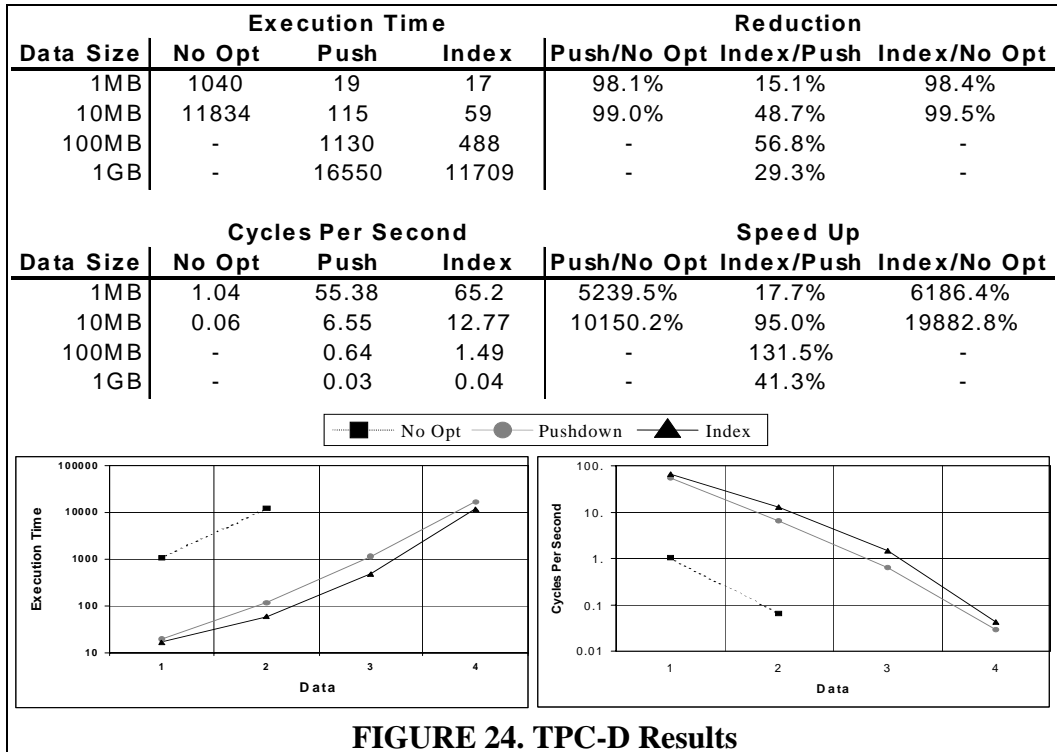 Execution Time Reduction
Data Size No Opt Push Index Push/No Opt Index/Push Index/No Opt
1MB 1040 19 17 98.1% 15.1% 98.4%
10MB 11834 115 59 99.0% 48.7% 99.5%
100MB - 1130 488 - 56.8% -
1GB - 16550 11709 - 29.3% -
Cycles Per Second Speed Up
Data Size No Opt Push Index Push/No Opt Index/Push Index/No Opt
1MB 1.04 55.38 65.2 5239.5% 17.7% 6186.4%
10MB 0.06 6.55 12.77 10150.2% 95.0% 19882.8%
100MB - 0.64 1.49 - 131.5% -
1GB - 0.03 0.04 - 41.3% -
No Opt Pushdown Index
Execution Time
100000
10000
1000
100
10
1 2 3 4
Data
Cycles Per Second
100.
10.
1.
0.1
0.01
1 2 3 4
Data
FIGURE 24. TPC-D Results